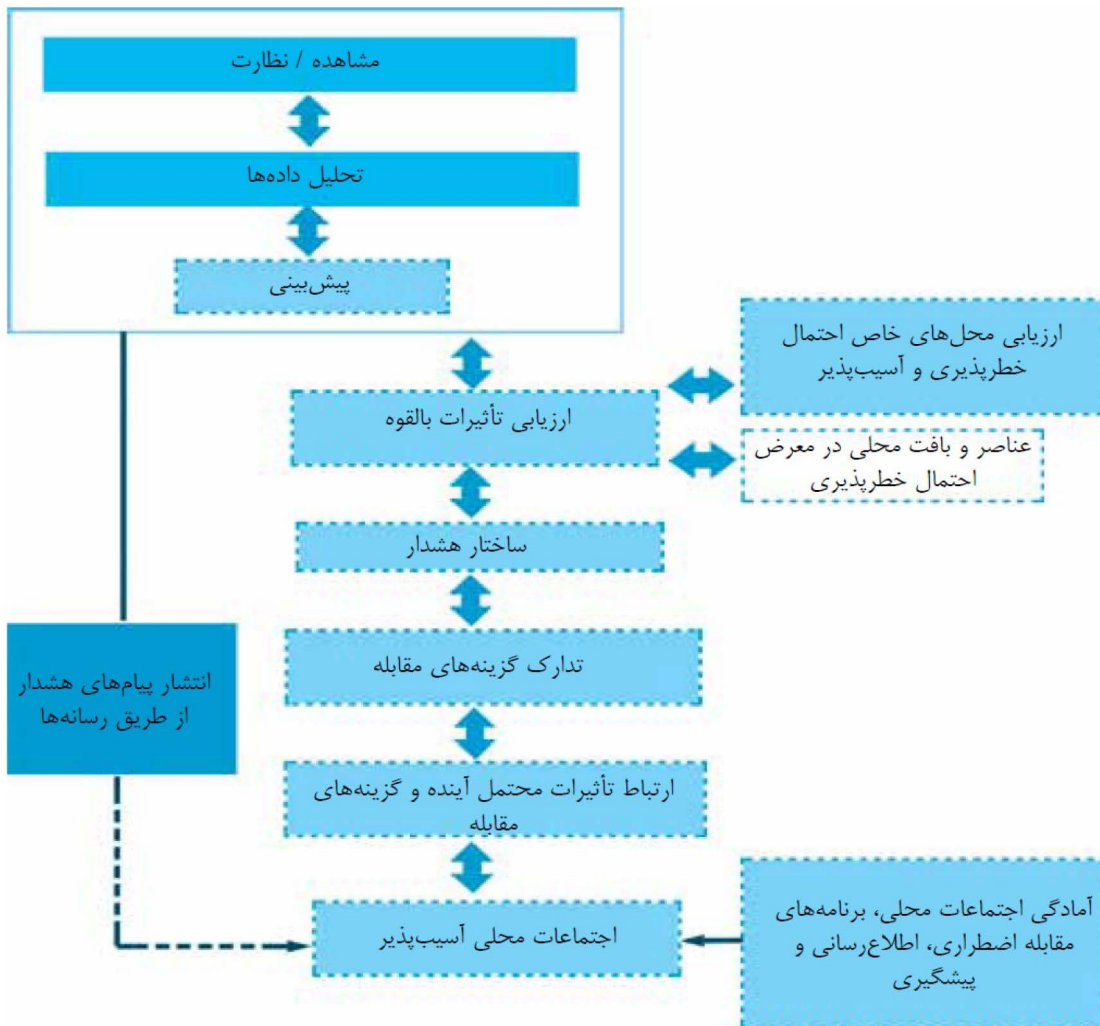 مشاهده / نظارت
تحلیل داده‌ها
پیش‌بینی
ارزیابی محل‌های خاص احتمال
خطرپذیری و آسیب‌پذیر
ارزیابی تأثیرات بالقوه
عناصر و بافت محلی در معرض
احتمال خطرپذیری
ساختار هشدار
تدارک گزینه‌های مقابله
انتشار پیام‌های هشدار
از طریق رسانه‌ها
ارتباط تأثیرات محتمل آینده و گزینه‌های
مقابله
آمادگی اجتماعات محلی، برنامه‌های
مقابله اضطراری، اطلاع‌رسانی و
پیشگیری
اجتماعات محلی آسیب‌پذیر